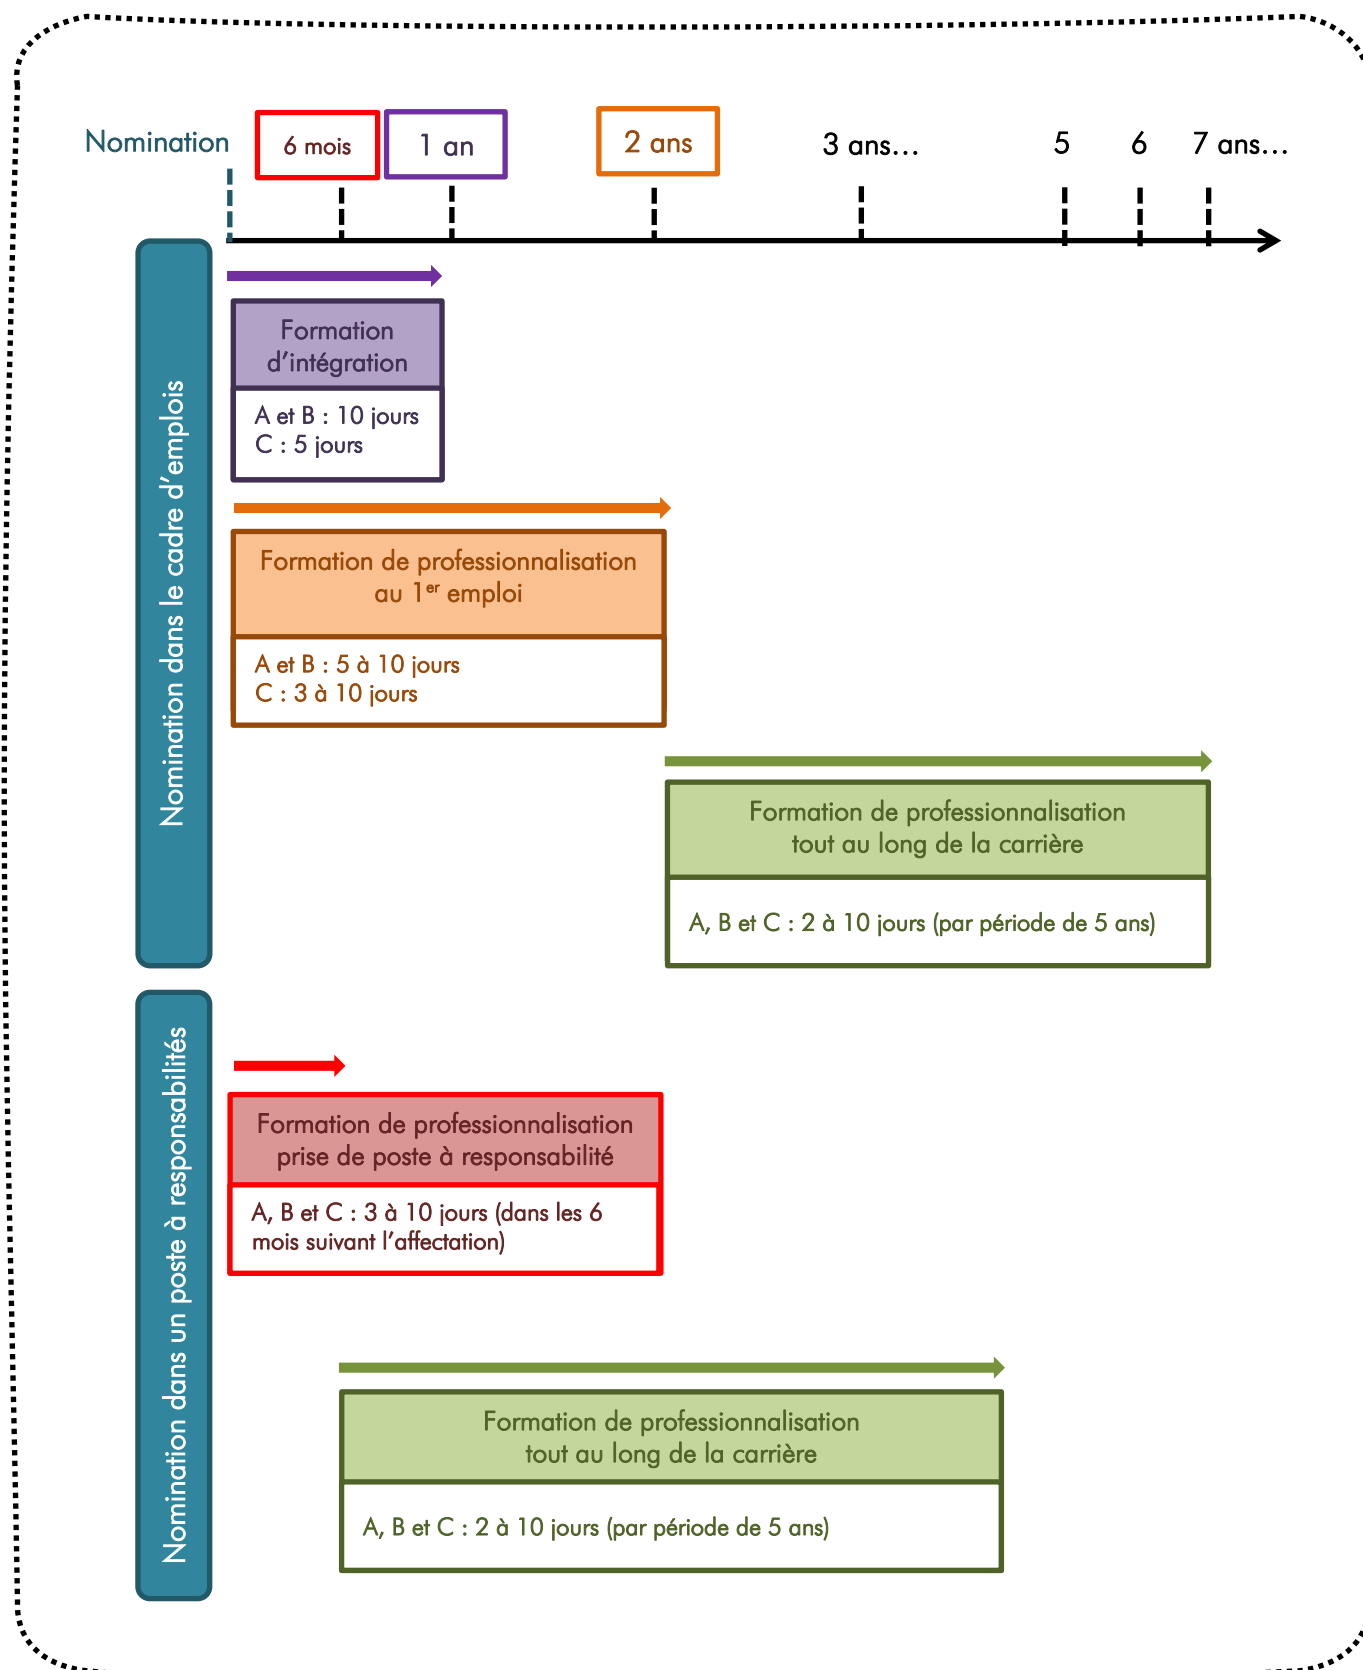 Nomination
6 mois
1 an
2 ans
3 ans…
5
6
7 ans…
Nomination dans le cadre d’emplois
Formation
d’intégration
A et B : 10 jours
C : 5 jours
Formation de professionnalisation
au 1er emploi
A et B : 5 à 10 jours
C : 3 à 10 jours
Formation de professionnalisation
tout au long de la carrière
A, B et C : 2 à 10 jours (par période de 5 ans)
Nomination dans un poste à responsabilités
Formation de professionnalisation
prise de poste à responsabilité
A, B et C : 3 à 10 jours (dans les 6
mois suivant l’affectation)
Formation de professionnalisation
tout au long de la carrière
A, B et C : 2 à 10 jours (par période de 5 ans)